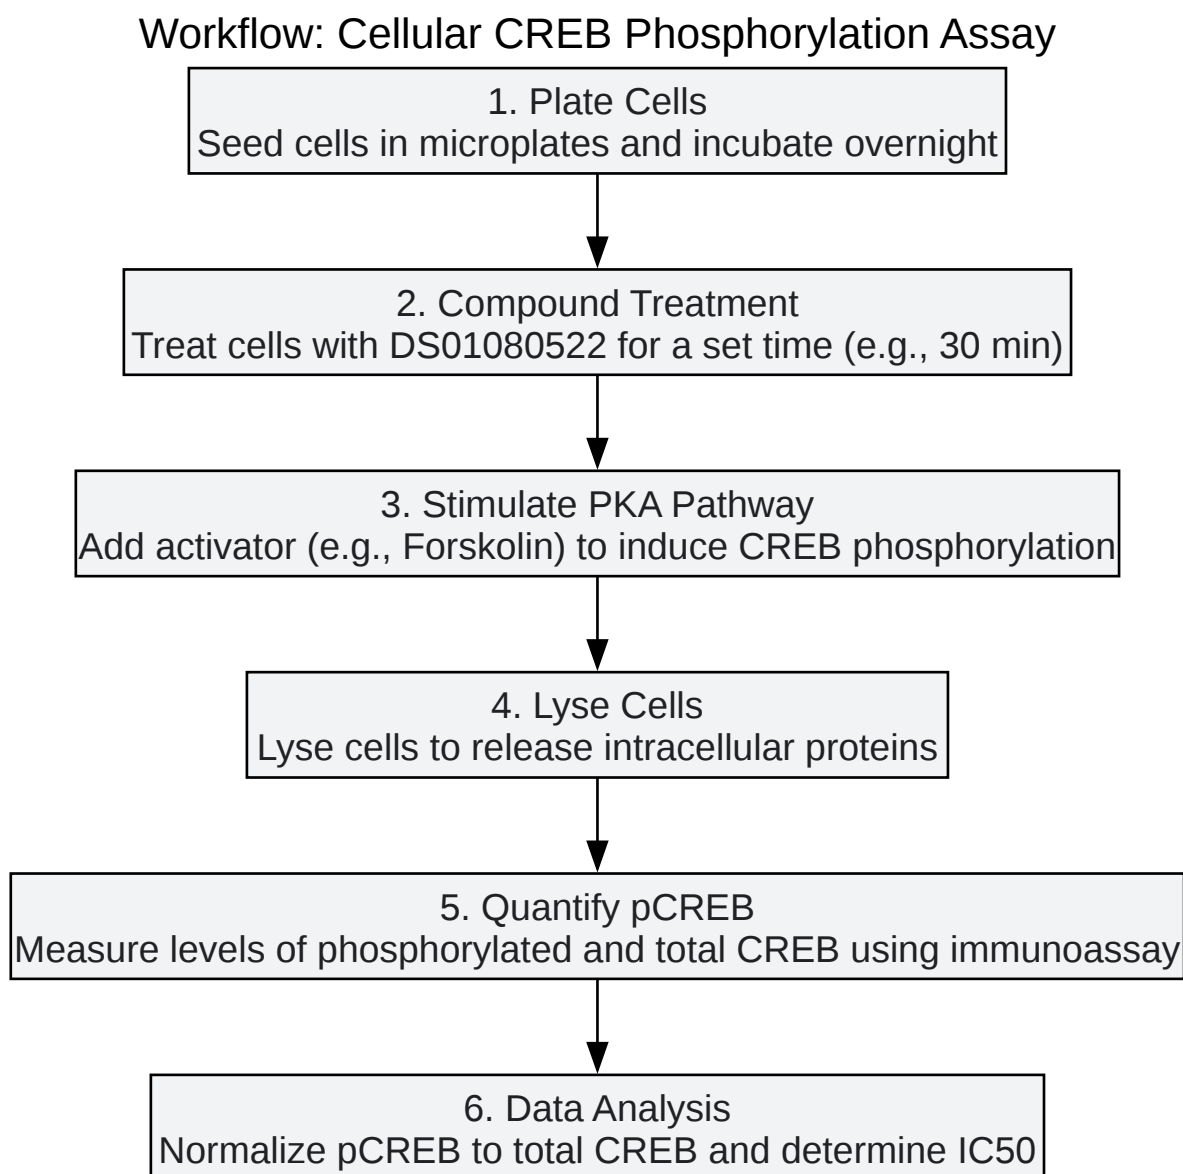 Workflow: Cellular CREB Phosphorylation Assay
1. Plate Cells
Seed cells in microplates and incubate overnight
2. Compound Treatment
Treat cells with DS01080522 for a set time (e.g., 30 min)
3. Stimulate PKA Pathway
Add activator (e.g., Forskolin) to induce CREB phosphorylation
4. Lyse Cells
Lyse cells to release intracellular proteins
5. Quantify pCREB
Measure levels of phosphorylated and total CREB using immunoassay
6. Data Analysis
Normalize pCREB to total CREB and determine IC50